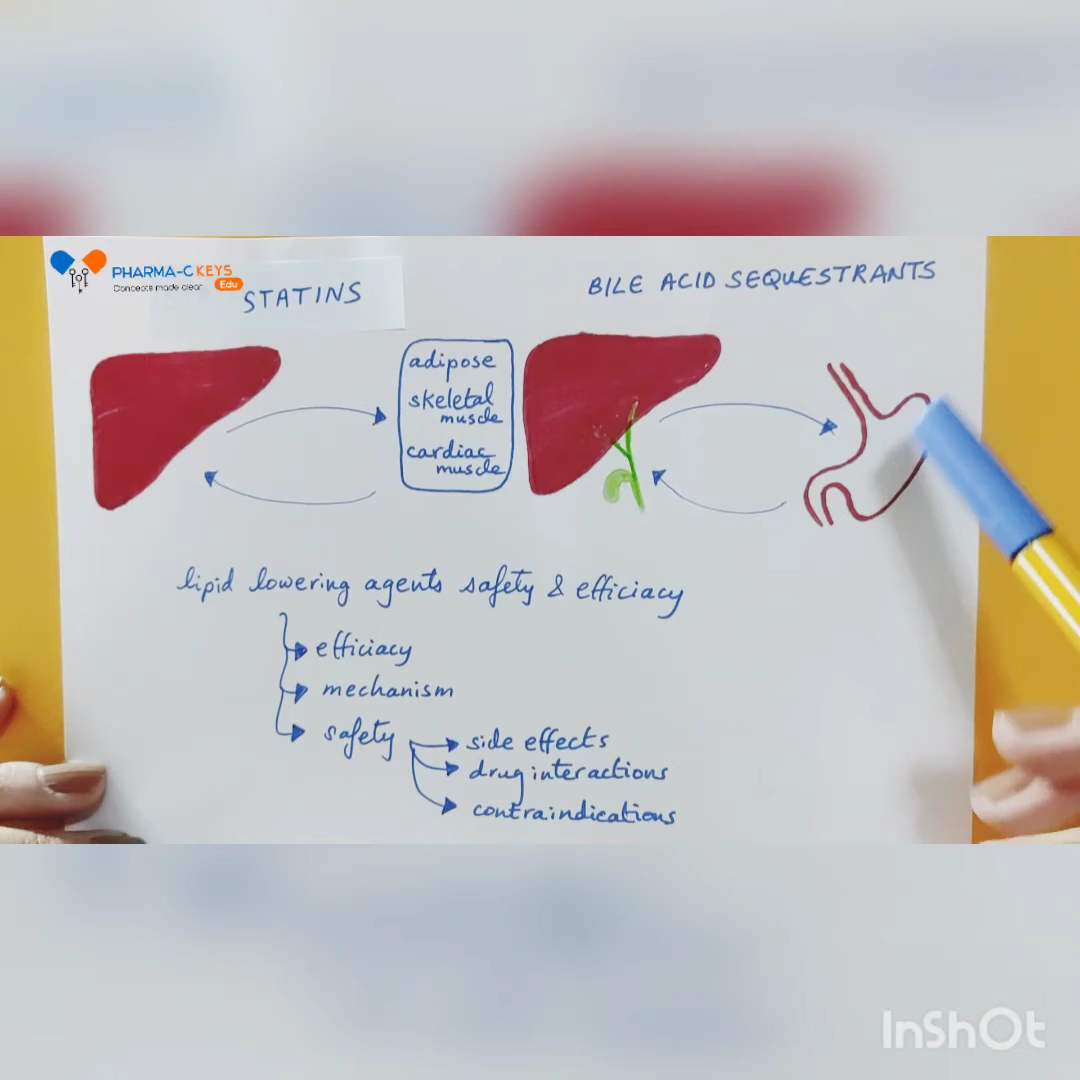 PHARMA-C KEYS
Concepts made clear
Edu
STATINS
BILE ACID SEQUESTRANTS
adipose
skeletal
muscle
cardiac
muscle
lipid lowering agents safety & efficiacy
efficiacy
mechanism
safety
side effects
drug interactions
contraindications
InShOt